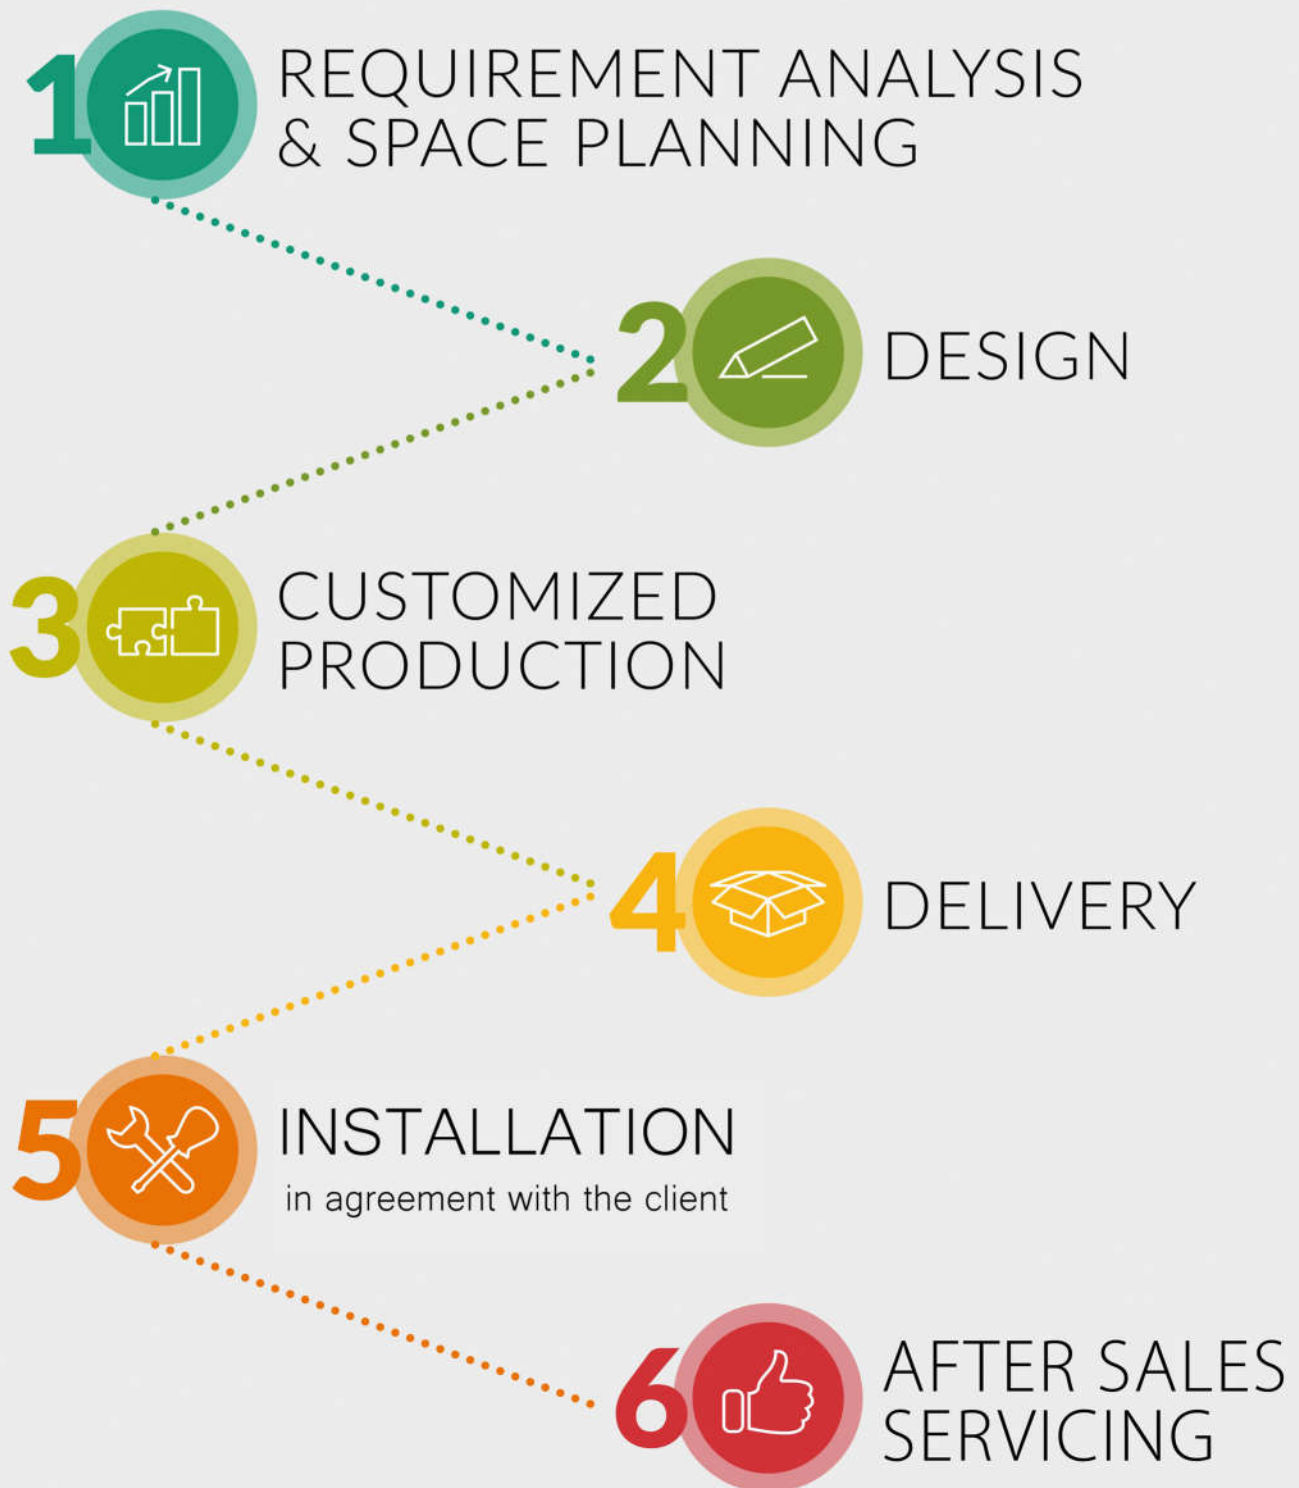 1
REQUIREMENT ANALYSIS
& SPACE PLANNING
2
DESIGN
3
CUSTOMIZED
PRODUCTION
4
DELIVERY
5
INSTALLATION
in agreement with the client
6
AFTER SALES
SERVICING